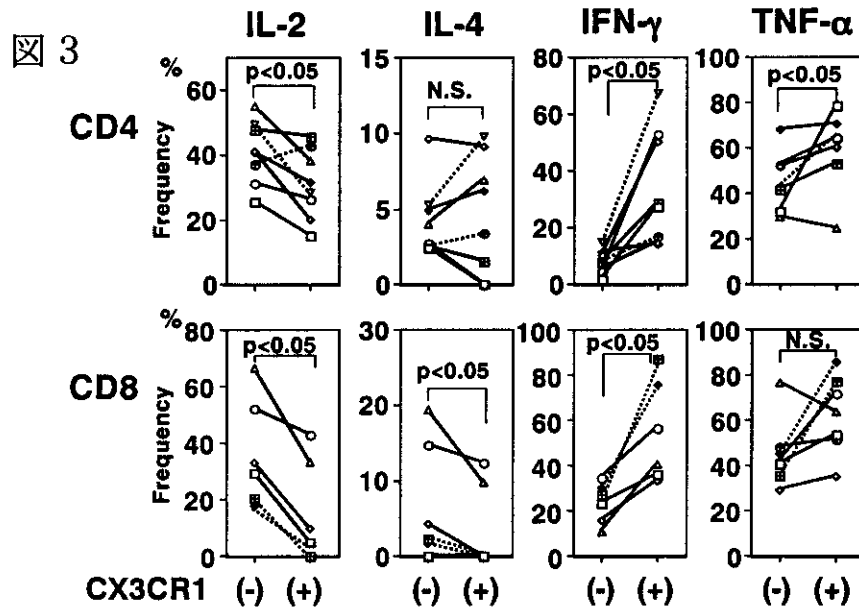 図 3
IL-2 IL-4 IFN-γ TNF-α
CD4
Frequency
%
60
40
20
0
p<0.05
15
10
5
0
N.S.
80
60
40
20
0
p<0.05
100
80
60
40
20
0
p<0.05
CD8
Frequency
%
80
60
40
20
0
p<0.05
30
20
10
0
p<0.05
100
80
60
40
20
0
p<0.05
100
80
60
40
20
0
N.S.
CX3CR1 (-) (+) (-) (+) (-) (+) (-) (+)